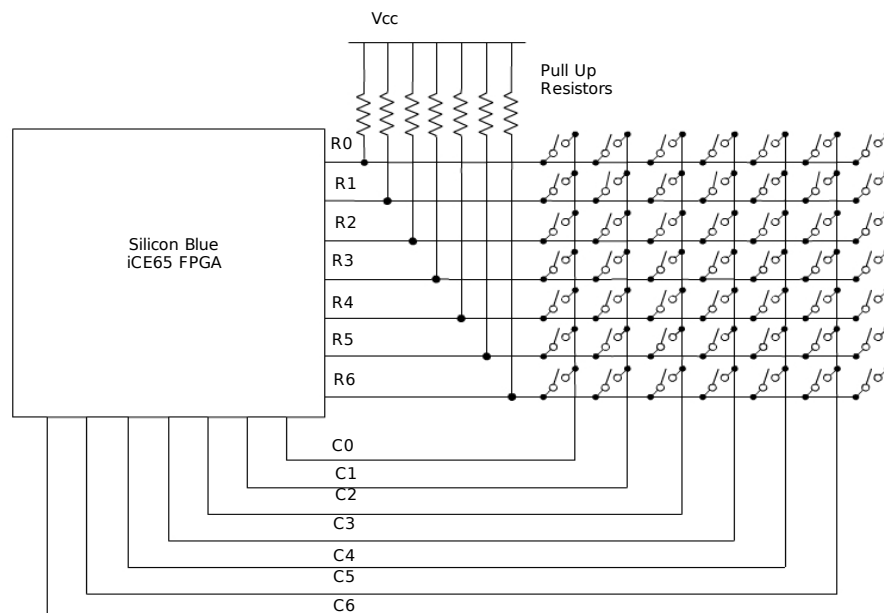 Vcc
Pull Up
Resistors
R0
R1
R2
Silicon Blue
iCE65 FPGA
R3
R4
R5
R6
C0
C1
C2
C3
C4
C5
C6